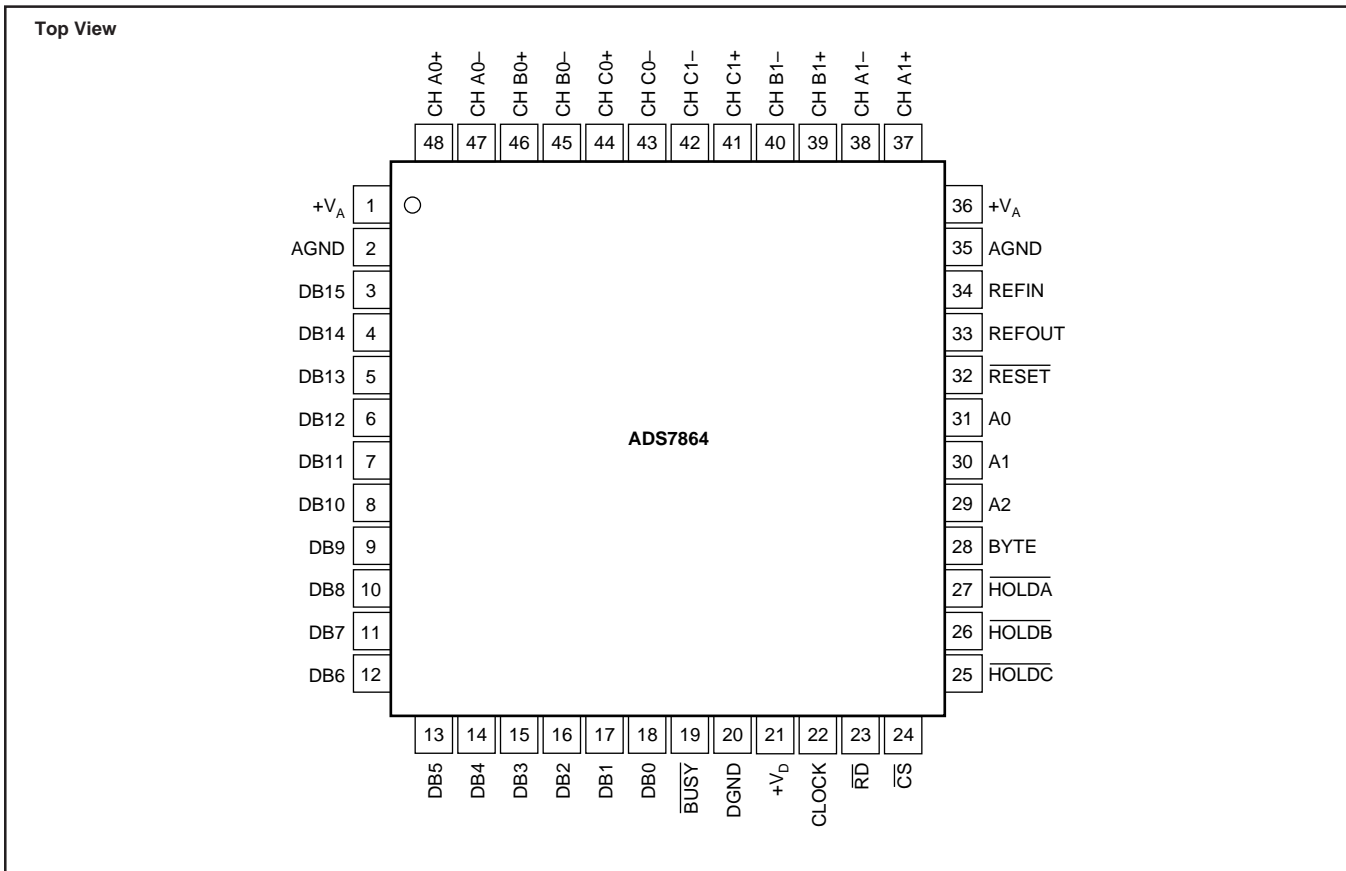 Top View
CH A0+
CH A0–
CH B0+
CH B0–
CH C0+
CH C0–
CH C1–
CH C1+
CH B1–
CH B1+
CH A1–
CH A1+
48 47 46 45 44 43 42 41 40 39 38 37
+VA 1
AGND 2
DB15 3
DB14 4
DB13 5
DB12 6
DB11 7
DB10 8
DB9 9
DB8 10
DB7 11
DB6 12
ADS7864
36 +VA
35 AGND
34 REFIN
33 REFOUT
32 RESET
31 A0
30 A1
29 A2
28 BYTE
27 HOLDA
26 HOLDB
25 HOLDC
13 14 15 16 17 18 19 20 21 22 23 24
DB5
DB4
DB3
DB2
DB1
DB0
BUSY
DGND
+VD
CLOCK
RD
CS